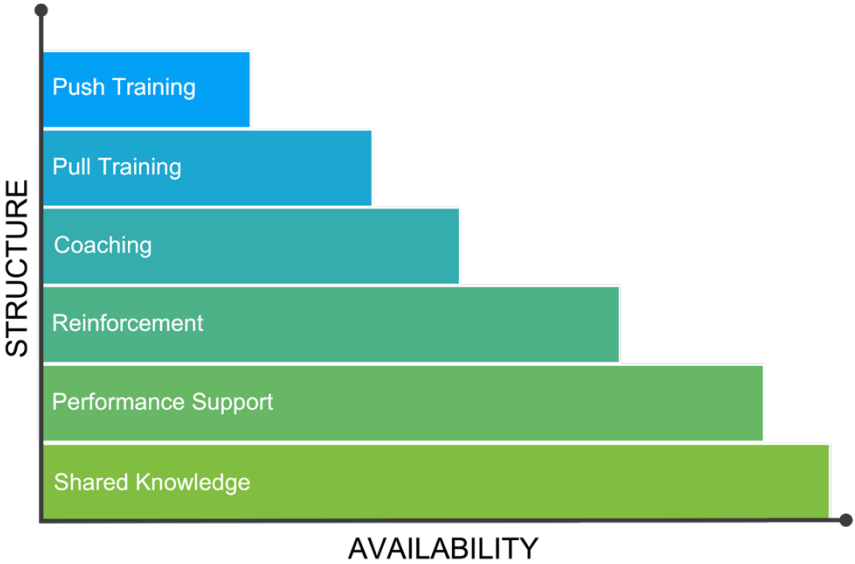 STRUCTURE
Push Training
Pull Training
Coaching
Reinforcement
Performance Support
Shared Knowledge
AVAILABILITY